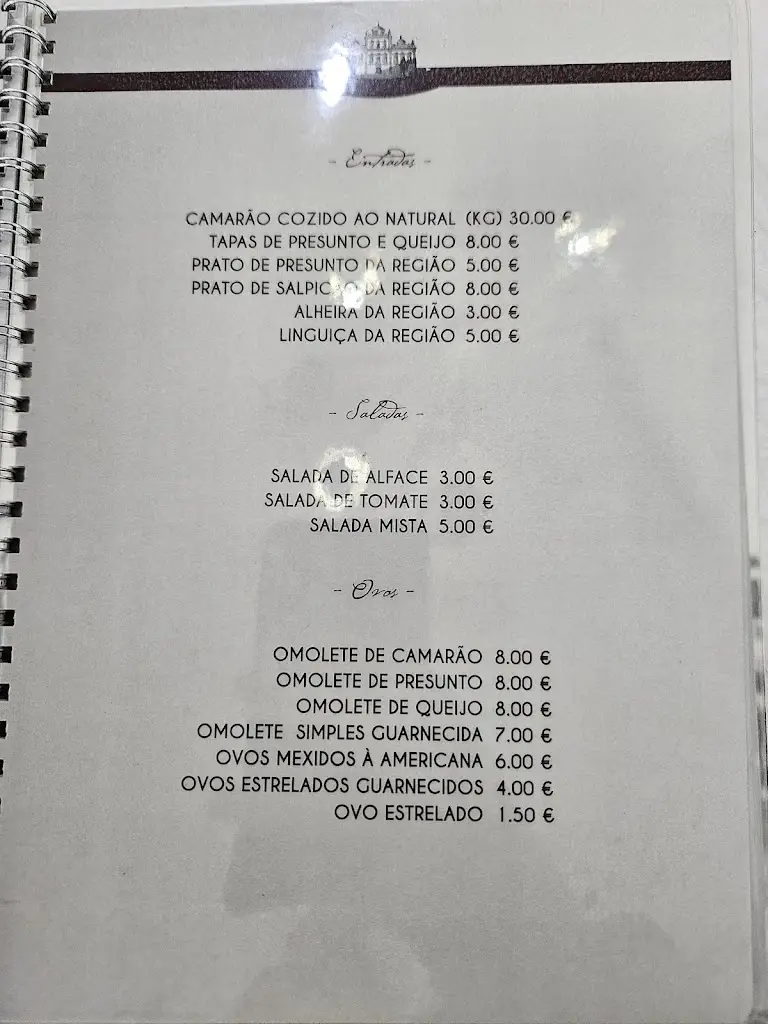 - Entradas -
CAMARÃO COZIDO AO NATURAL (KG) 30.00 €
TAPAS DE PRESUNTO E QUEIJO 8.00 €
PRATO DE PRESUNTO DA REGIÃO 5.00 €
PRATO DE SALPICÃO DA REGIÃO 8.00 €
ALHEIRA DA REGIÃO 3.00 €
LINGUIÇA DA REGIÃO 5.00 €
- Saladas -
SALADA DE ALFACE 3.00 €
SALADA DE TOMATE 3.00 €
SALADA MISTA 5.00 €
- Ovos -
OMOLETE DE CAMARÃO 8.00 €
OMOLETE DE PRESUNTO 8.00 €
OMOLETE DE QUEIJO 8.00 €
OMOLETE SIMPLES GUARNECIDA 7.00 €
OVOS MEXIDOS À AMERICANA 6.00 €
OVOS ESTRELADOS GUARNECIDOS 4.00 €
OVO ESTRELADO 1.50 €